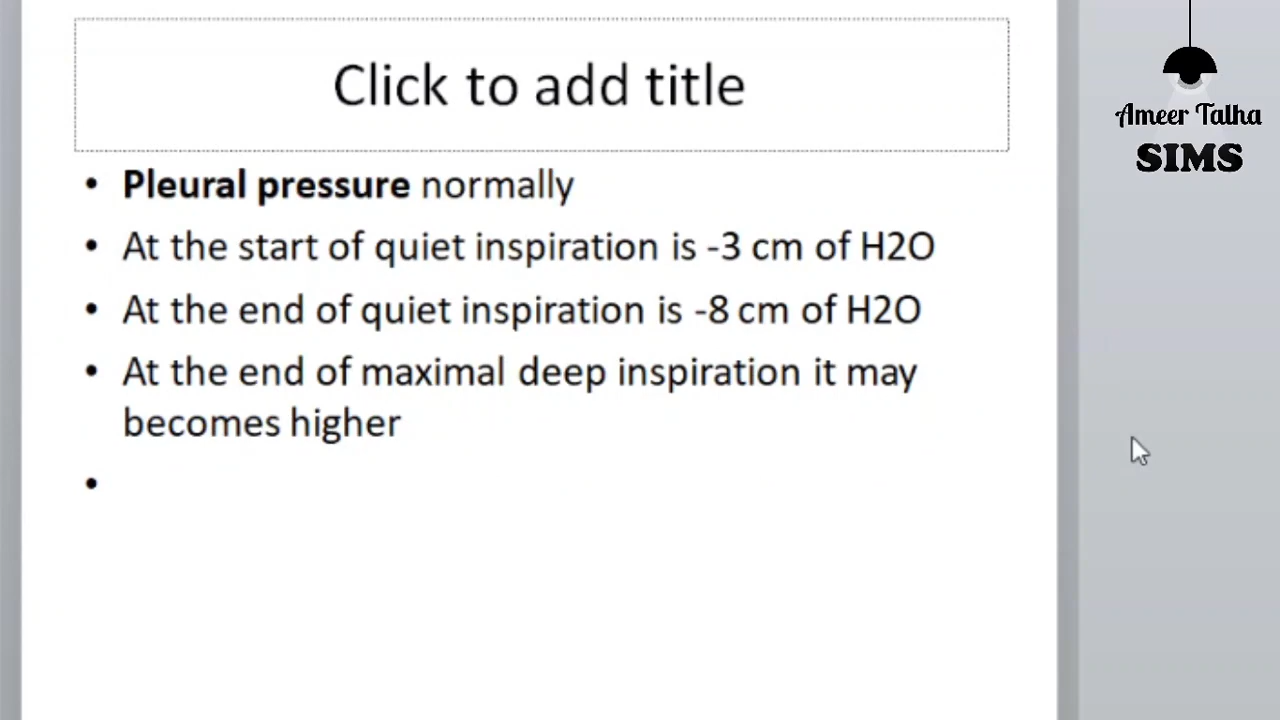 Click to add title
Ameer Talha
SIMS
• Pleural pressure normally
• At the start of quiet inspiration is -3 cm of H2O
• At the end of quiet inspiration is -8 cm of H2O
• At the end of maximal deep inspiration it may
becomes higher
•